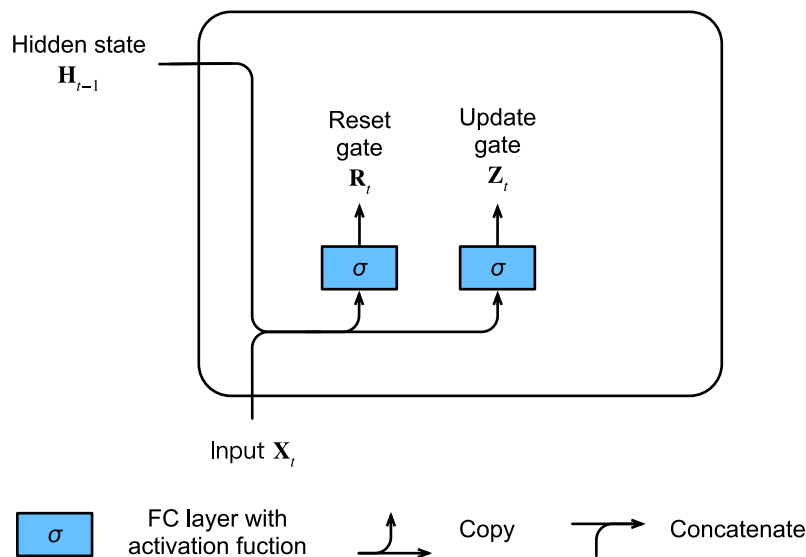 Hidden state
H_{t−1}
Reset
gate
R_t
Update
gate
Z_t
σ
σ
Input X_t
σ
FC layer with
activation fuction
Copy
Concatenate